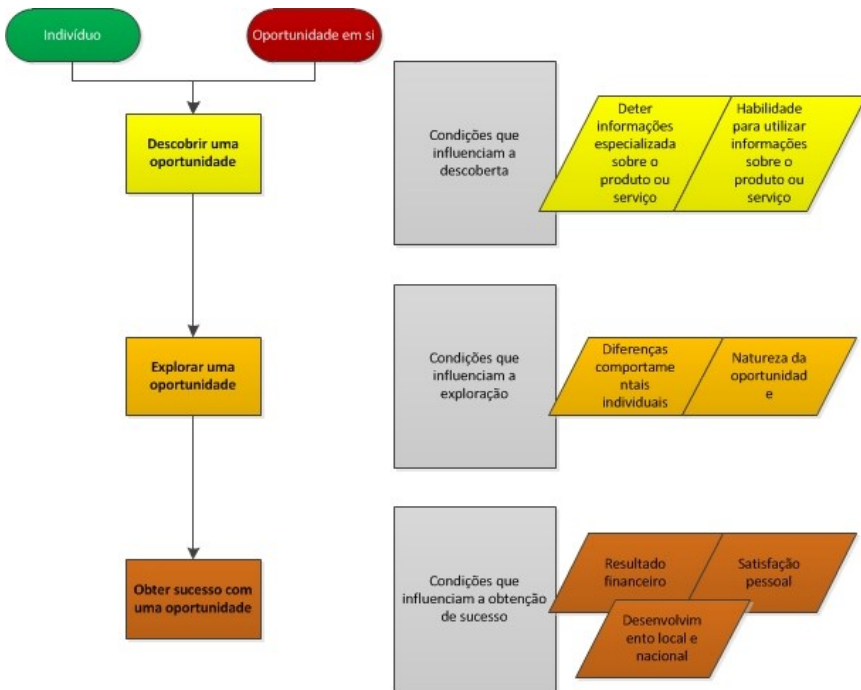 Indivíduo
Oportunidade em si
Descobrir uma
oportunidade
Condições que
influenciam a
descoberta
Deter
informações
especializada
sobre o
produto ou
serviço
Habilidade
para utilizar
informações
sobre o
produto ou
serviço
Explorar uma
oportunidade
Condições que
influenciam a
exploração
Diferenças
comportame
ntais
individuais
Natureza da
oportunidad
e
Obter sucesso com
uma oportunidade
Condições que
influenciam a obtenção
de sucesso
Resultado
financeiro
Satisfação
pessoal
Desenvolvim
ento local e
nacional